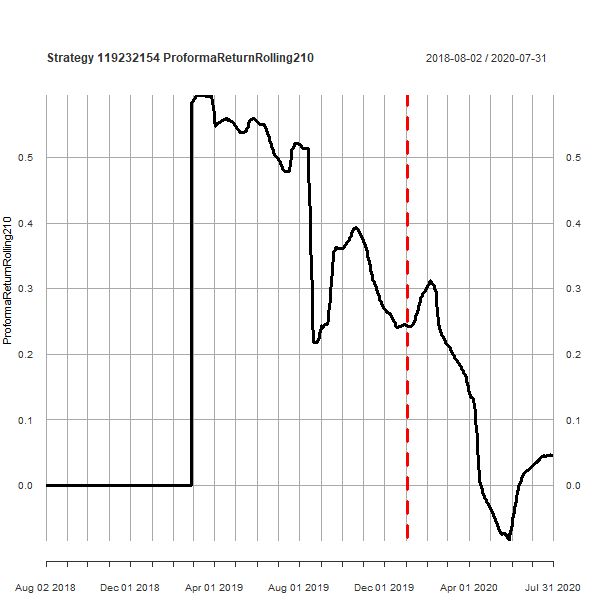 Strategy 119232154 ProformaReturnRolling210
2018-08-02 / 2020-07-31
ProformaReturnRolling210
0.5
0.4
0.3
0.2
0.1
0.0
0.5
0.4
0.3
0.2
0.1
0.0
Aug 02 2018
Dec 01 2018
Apr 01 2019
Aug 01 2019
Dec 01 2019
Apr 01 2020
Jul 31 2020